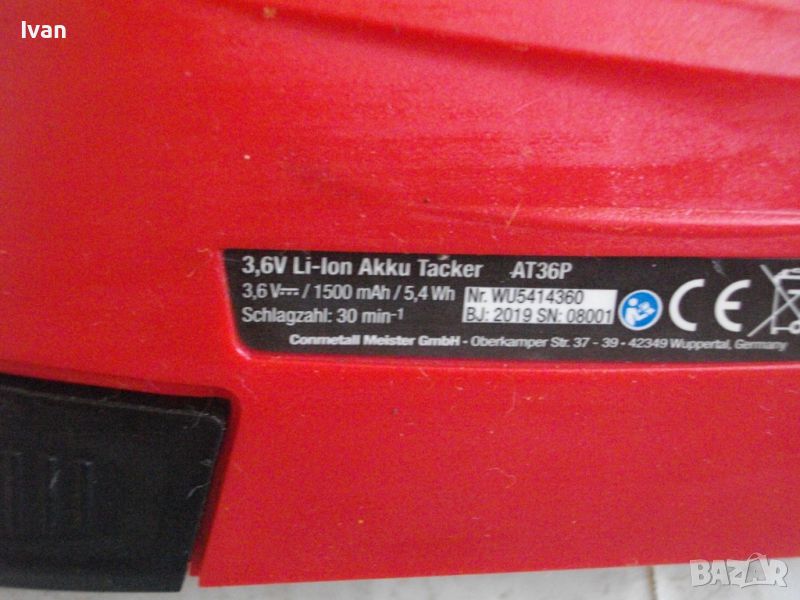 Ivan
3,6V Li-Ion Akku Tacker AT36P
3,6 V⎓ / 1500 mAh / 5,4 Wh Nr. WU5414360
Schlagzahl: 30 min⁻¹ BJ: 2019 SN: 08001
CE
Conmetall Meister GmbH - Oberkamper Str. 37 - 39 - 42349 Wuppertal, Germany
BAZAR